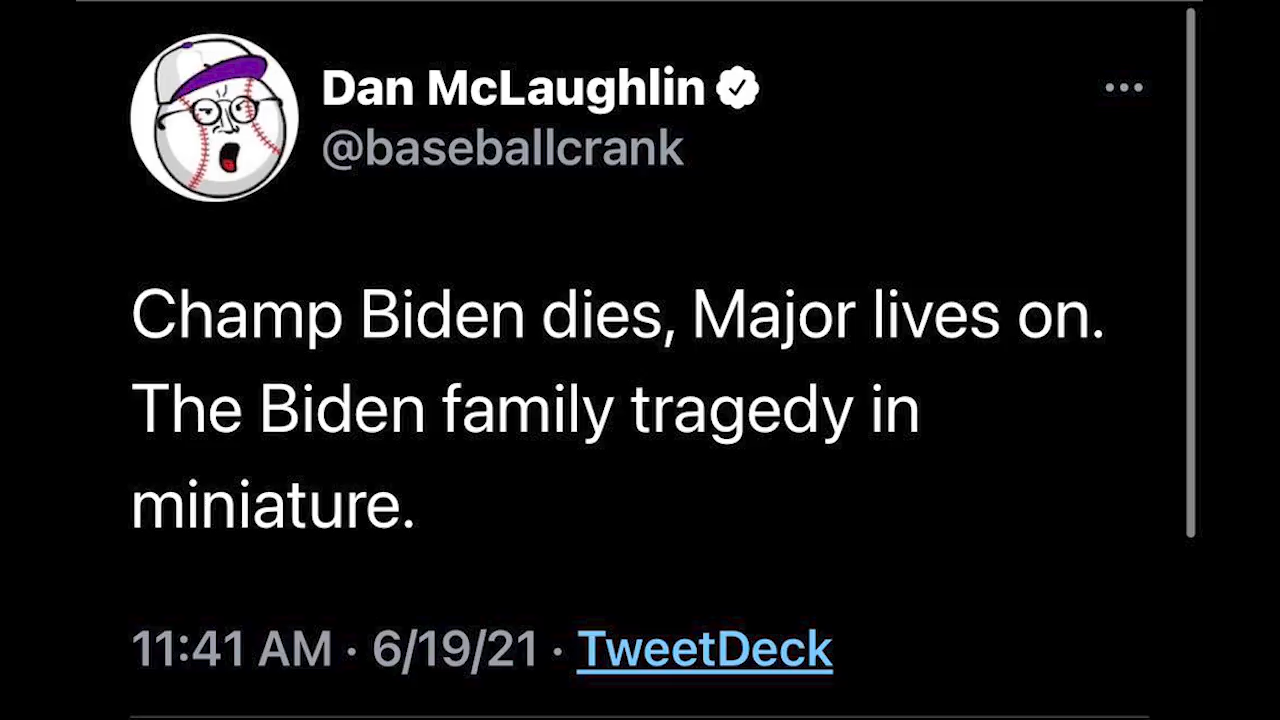 Dan McLaughlin
@baseballcrank
Champ Biden dies, Major lives on.
The Biden family tragedy in
miniature.
11:41 AM · 6/19/21 · TweetDeck